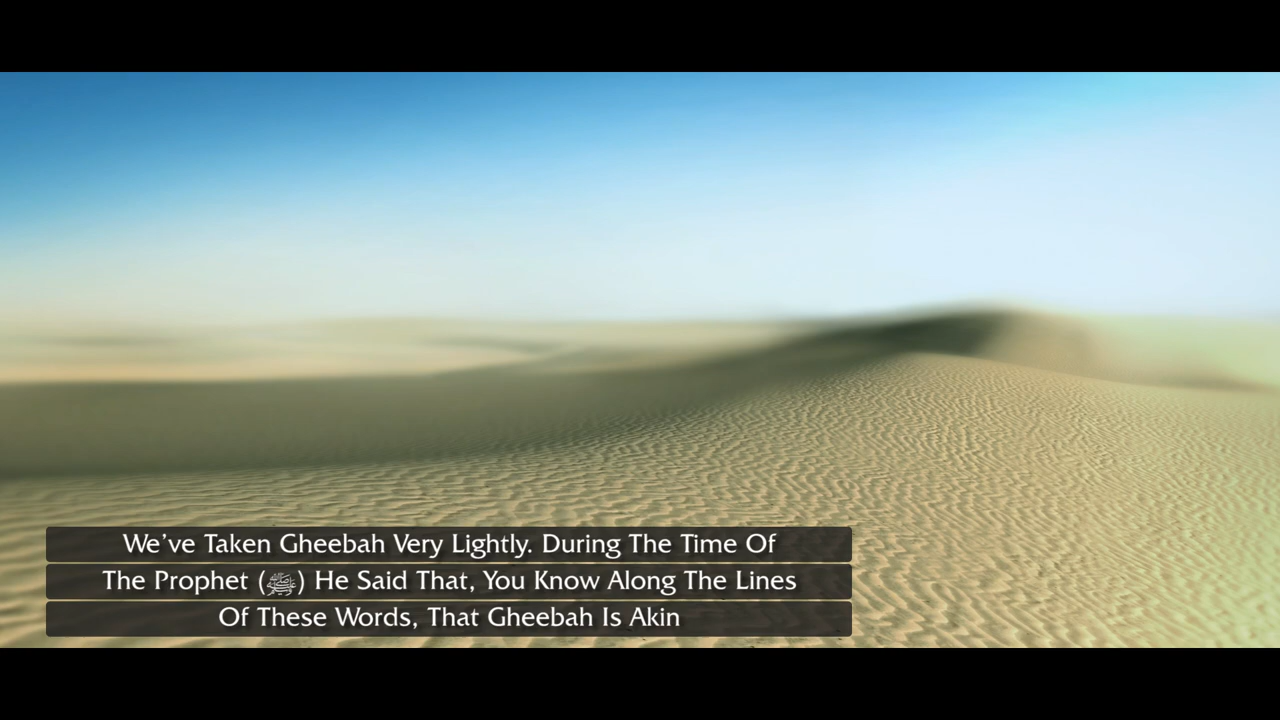 We've Taken Gheebah Very Lightly. During The Time Of
The Prophet (ﷺ) He Said That, You Know Along The Lines
Of These Words, That Gheebah Is Akin